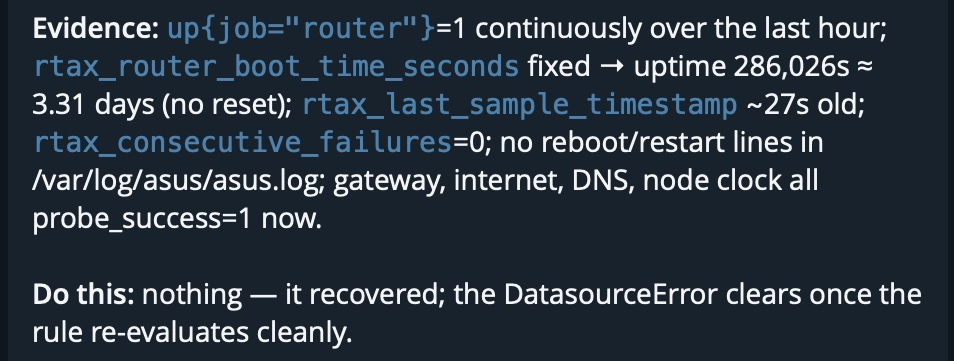 Evidence: up{job="router"}=1 continuously over the last hour;
rtax_router_boot_time_seconds fixed → uptime 286,026s ≈
3.31 days (no reset); rtax_last_sample_timestamp ~27s old;
rtax_consecutive_failures=0; no reboot/restart lines in
/var/log/asus/asus.log; gateway, internet, DNS, node clock all
probe_success=1 now.
Do this: nothing — it recovered; the DatasourceError clears once the
rule re-evaluates cleanly.